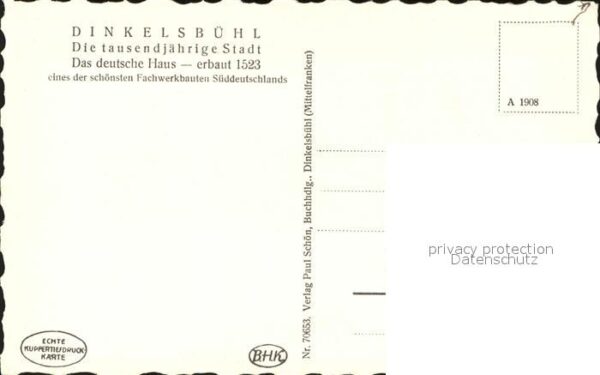 DINKELSBÜHL
Die tausendjährige Stadt
Das deutsche Haus — erbaut 1523
eines der schönsten Fachwerkbauten Süddeutschlands
Nr. 70653, Verlag Paul Schön, Buchhdlg., Dinkelsbühl (Mittelfranken)
A 1908
privacy protection
Datenschutz
ECHTE
KUPFERTIEFDRUCK-
KARTE
BHK